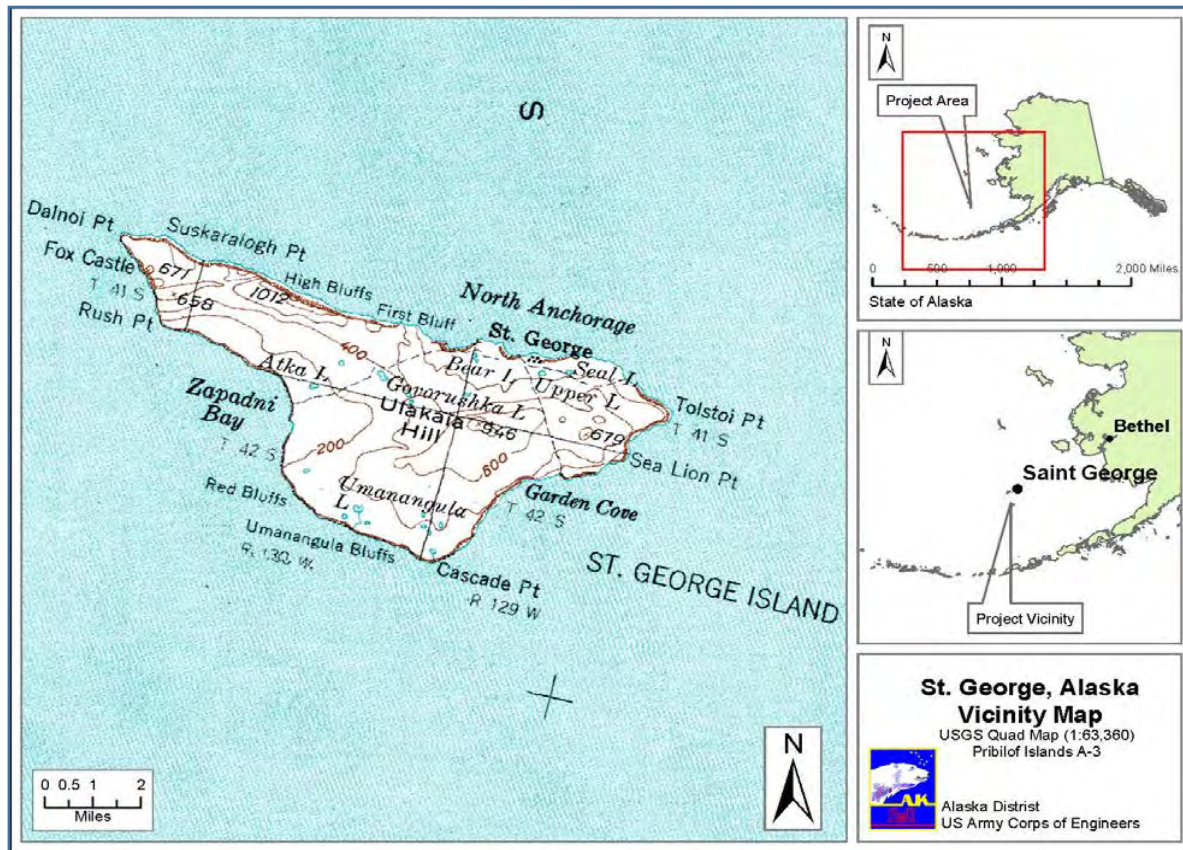 S
Dalnoi Pt
Suskaralogh Pt
Fox Castle
T 41 S
671
658
1012
High Bluffs
First Bluff
North Anchorage
St. George
Rush Pt
400
Atka L
Bear L
Seal L
Upper L
Govorushka L
Tolstoi Pt
T 41 S
Zapadni
Bay
Ulakaia
Hill
946
679
Sea Lion Pt
T 42 S
200
600
Garden Cove
T 42 S
Umanangula
L
Red Bluffs
Umanangula Bluffs
R 130 W
Cascade Pt
R 129 W
ST. GEORGE ISLAND
0 0.5 1 2
Miles
N
N
Project Area
0 500 1,000 2,000 Miles
State of Alaska
N
Bethel
Saint George
Project Vicinity
St. George, Alaska
Vicinity Map
USGS Quad Map (1:63,360)
Pribilof Islands A-3
AK
Alaska District
US Army Corps of Engineers